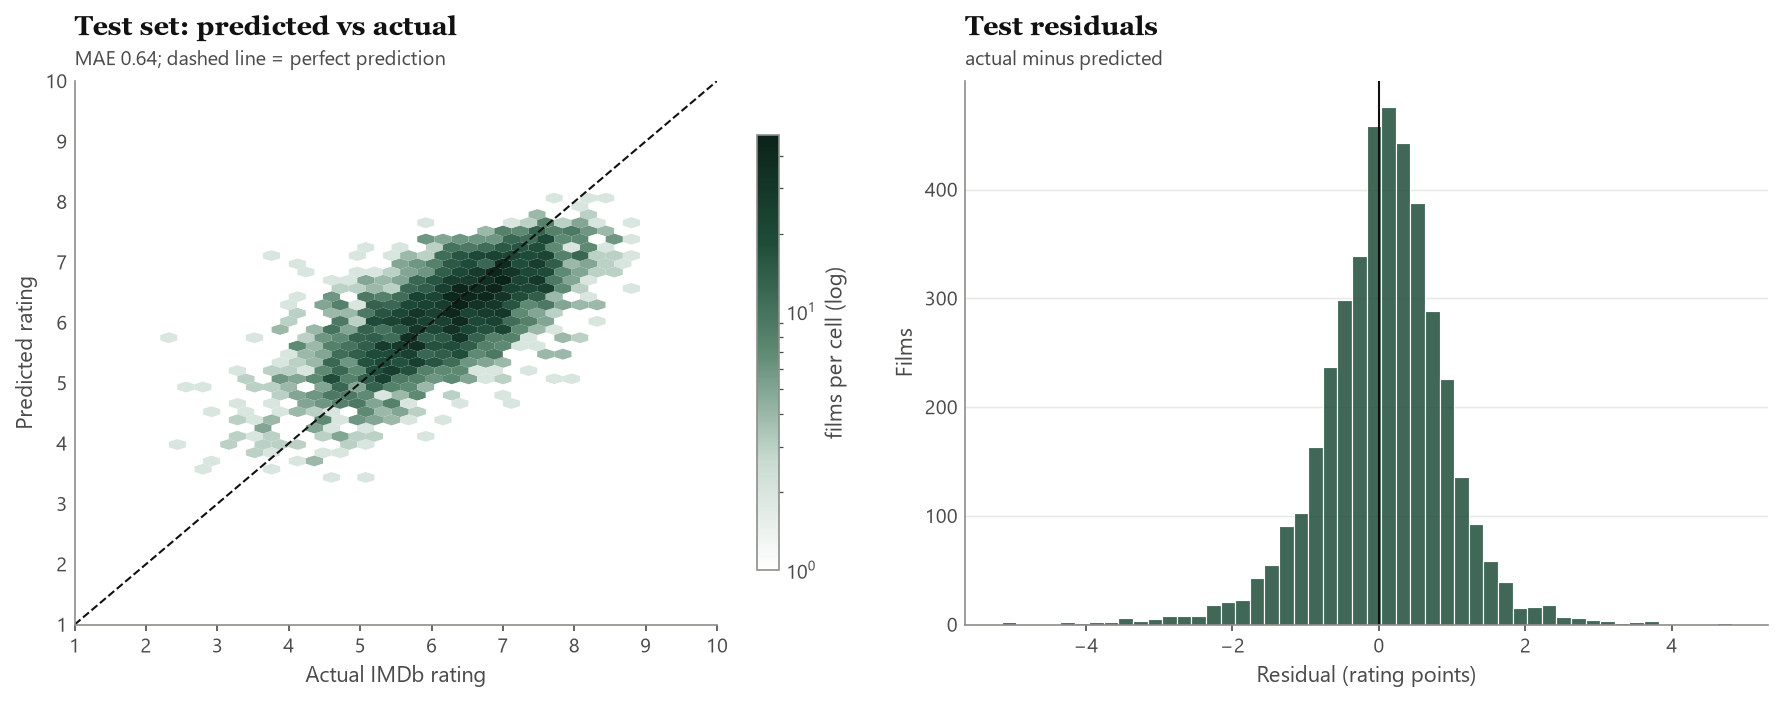 Test set: predicted vs actual
MAE 0.64; dashed line = perfect prediction
10
9
8
7
6
5
4
3
2
1
Predicted rating
1 2 3 4 5 6 7 8 9 10
Actual IMDb rating
10¹
10⁰
films per cell (log)
Test residuals
actual minus predicted
400
300
200
100
0
Films
−4 −2 0 2 4
Residual (rating points)